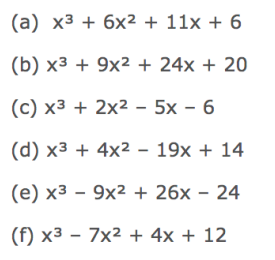 (a) x³ + 6x² + 11x + 6
(b) x³ + 9x² + 24x + 20
(c) x³ + 2x² − 5x − 6
(d) x³ + 4x² − 19x + 14
(e) x³ − 9x² + 26x − 24
(f) x³ − 7x² + 4x + 12